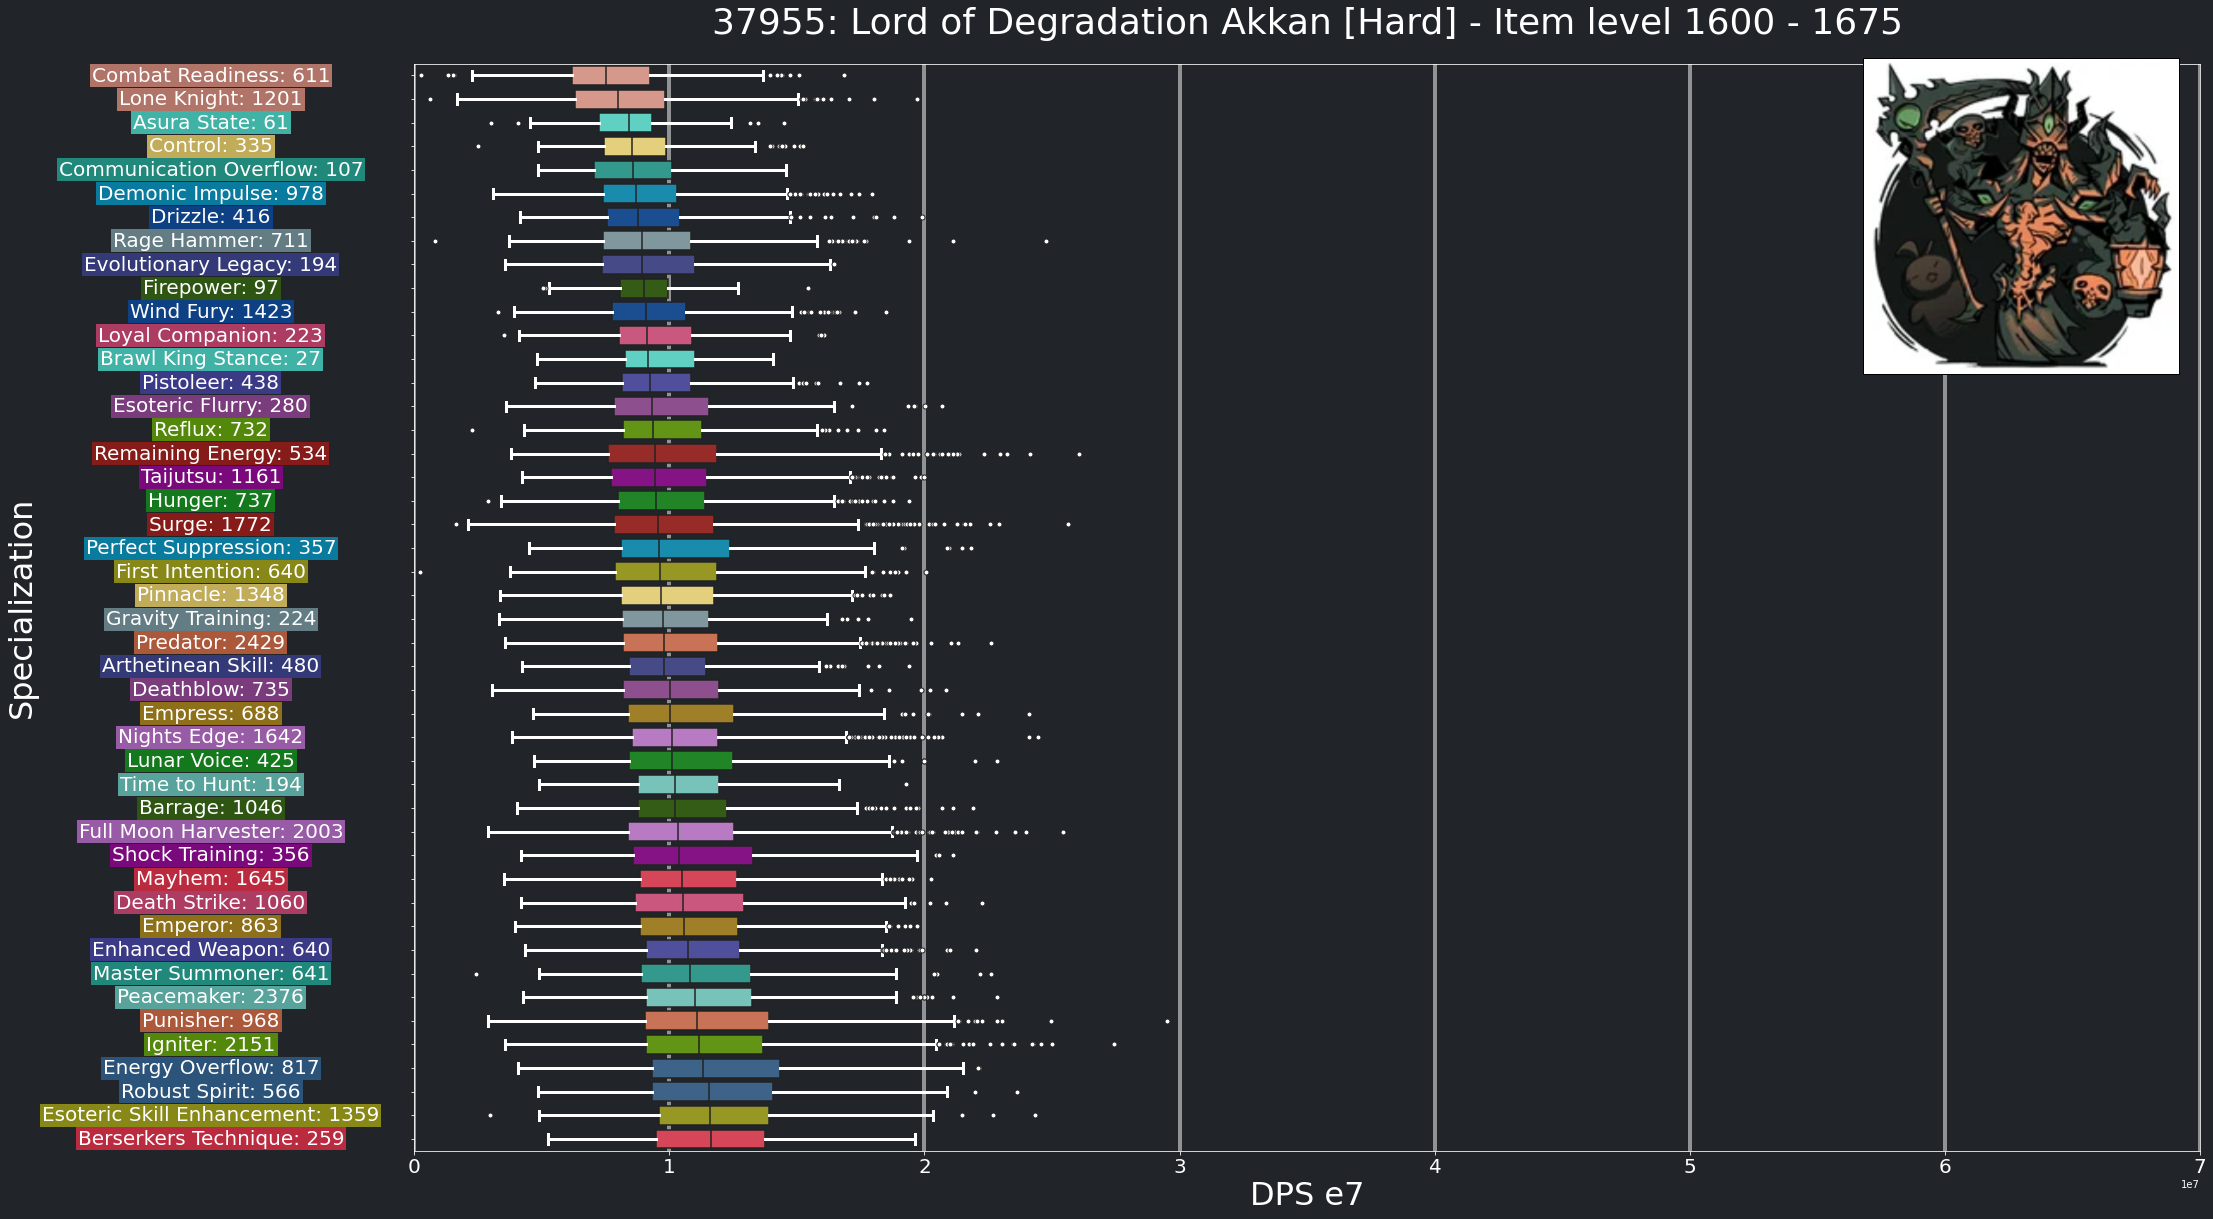 37955: Lord of Degradation Akkan [Hard] - Item level 1600 - 1675
Specialization
Combat Readiness: 611
Lone Knight: 1201
Asura State: 61
Control: 335
Communication Overflow: 107
Demonic Impulse: 978
Drizzle: 416
Rage Hammer: 711
Evolutionary Legacy: 194
Firepower: 97
Wind Fury: 1423
Loyal Companion: 223
Brawl King Stance: 27
Pistoleer: 438
Esoteric Flurry: 280
Reflux: 732
Remaining Energy: 534
Taijutsu: 1161
Hunger: 737
Surge: 1772
Perfect Suppression: 357
First Intention: 640
Pinnacle: 1348
Gravity Training: 224
Predator: 2429
Arthetinean Skill: 480
Deathblow: 735
Empress: 688
Nights Edge: 1642
Lunar Voice: 425
Time to Hunt: 194
Barrage: 1046
Full Moon Harvester: 2003
Shock Training: 356
Mayhem: 1645
Death Strike: 1060
Emperor: 863
Enhanced Weapon: 640
Master Summoner: 641
Peacemaker: 2376
Punisher: 968
Igniter: 2151
Energy Overflow: 817
Robust Spirit: 566
Esoteric Skill Enhancement: 1359
Berserkers Technique: 259
0 1 2 3 4 5 6 7
1e7
DPS e7